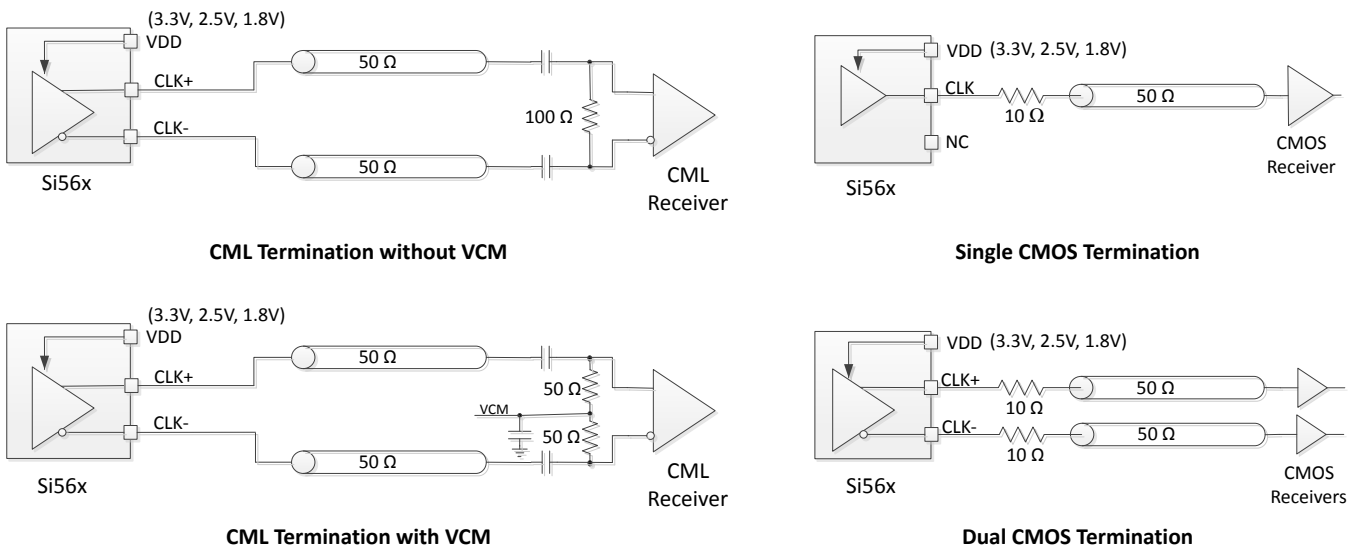 (3.3V, 2.5V, 1.8V)
VDD
CLK+
CLK-
50 Ω
50 Ω
100 Ω
CML
Receiver
Si56x
CML Termination without VCM
VDD (3.3V, 2.5V, 1.8V)
CLK
10 Ω
50 Ω
NC
CMOS
Receiver
Si56x
Single CMOS Termination
(3.3V, 2.5V, 1.8V)
VDD
CLK+
CLK-
50 Ω
50 Ω
VCM
50 Ω
50 Ω
CML
Receiver
Si56x
CML Termination with VCM
VDD (3.3V, 2.5V, 1.8V)
CLK+
10 Ω
50 Ω
CLK-
10 Ω
50 Ω
CMOS
Receivers
Si56x
Dual CMOS Termination